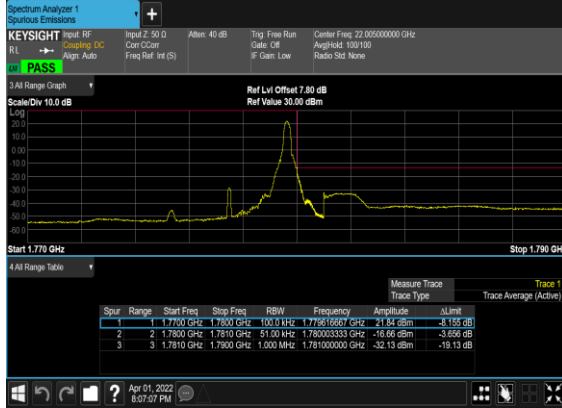 Spectrum Analyzer 1
Spurious Emissions
+
KEYSIGHT
RL
LXI
PASS
Input: RF
Coupling: DC
Align: Auto
Input Z: 50 Ω
Corr CCorr
Freq Ref: Int (S)
Atten: 40 dB
Trig: Free Run
Gate: Off
IF Gain: Low
Center Freq: 22.005000000 GHz
Avg|Hold: 100/100
Radio Std: None
3 All Range Graph
Scale/Div 10.0 dB
Ref Lvl Offset 7.80 dB
Ref Value 30.00 dBm
Log
20.0
10.0
0.00
-10.0
-20.0
-30.0
-40.0
-50.0
-60.0
Start 1.770 GHz
Stop 1.790 GHz
4 All Range Table
Measure Trace Trace 1
Trace Type Trace Average (Active)
Spur Range Start Freq Stop Freq RBW Frequency Amplitude ΔLimit
1 1 1.7700 GHz 1.7800 GHz 100.0 kHz 1.779616667 GHz 21.84 dBm -8.155 dB
2 2 1.7800 GHz 1.7810 GHz 51.00 kHz 1.780003333 GHz -16.66 dBm -3.656 dB
3 3 1.7810 GHz 1.7900 GHz 1.000 MHz 1.781000000 GHz -32.13 dBm -19.13 dB
?
Apr 01, 2022
8:07:07 PM